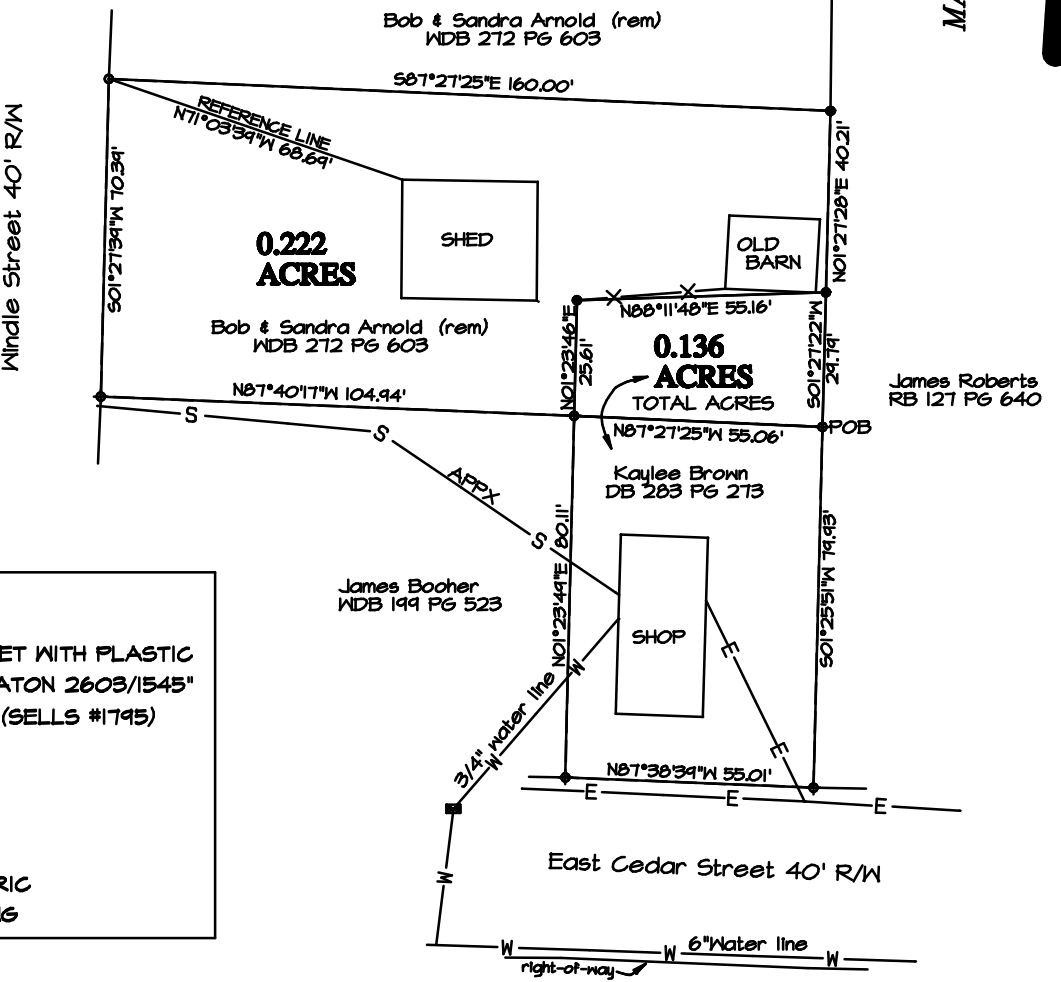 Bob & Sandra Arnold (rem)
WDB 272 PG 603
MA
S87°27'25"E 160.00'
REFERENCE LINE
N71°03'39"W 68.69'
Windle Street 40' R/W
S01°27'39"W 70.39'
N01°27'28"E 40.21'
SHED
OLD
BARN
0.222
ACRES
X X
N88°11'48"E 55.16'
Bob & Sandra Arnold (rem)
WDB 272 PG 603
N01°23'46"E
25.61'
0.136
ACRES
TOTAL ACRES
S01°27'22"W
29.79'
James Roberts
RB 127 PG 640
N87°40'17"W 104.94'
N87°27'25"W 55.06'
POB
S S
APPX
S
Kaylee Brown
DB 283 PG 273
James Booher
WDB 199 PG 523
N01°23'49"E 80.11'
S01°25'51"W 79.93'
SHOP
E
E
ET WITH PLASTIC
ATON 2603/1545"
(SELLS #1795)
W
3/4" Water line
W
N87°38'39"W 55.01'
E E E
East Cedar Street 40' R/W
W
RIC
NG
6"Water line
W W W
right-of-way